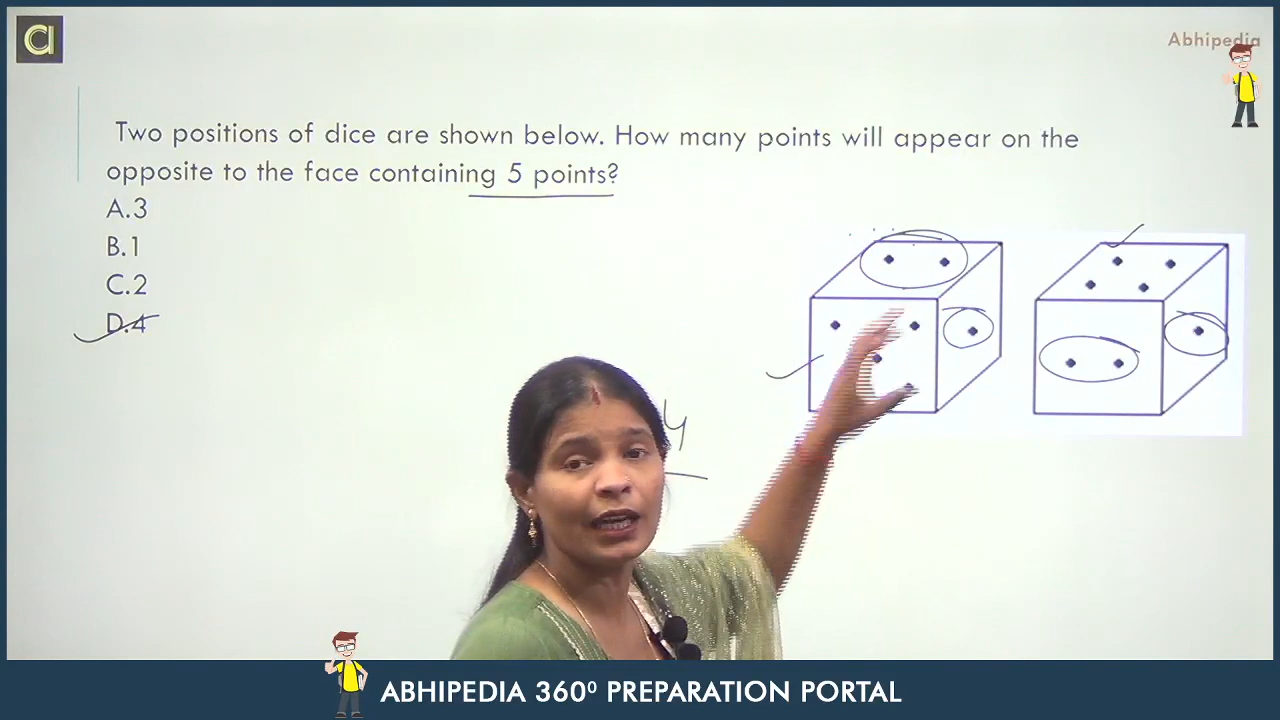 a
Abhipedia
Two positions of dice are shown below. How many points will appear on the
opposite to the face containing 5 points?
A.3
B.1
C.2
D.4
4
ABHIPEDIA 360⁰ PREPARATION PORTAL